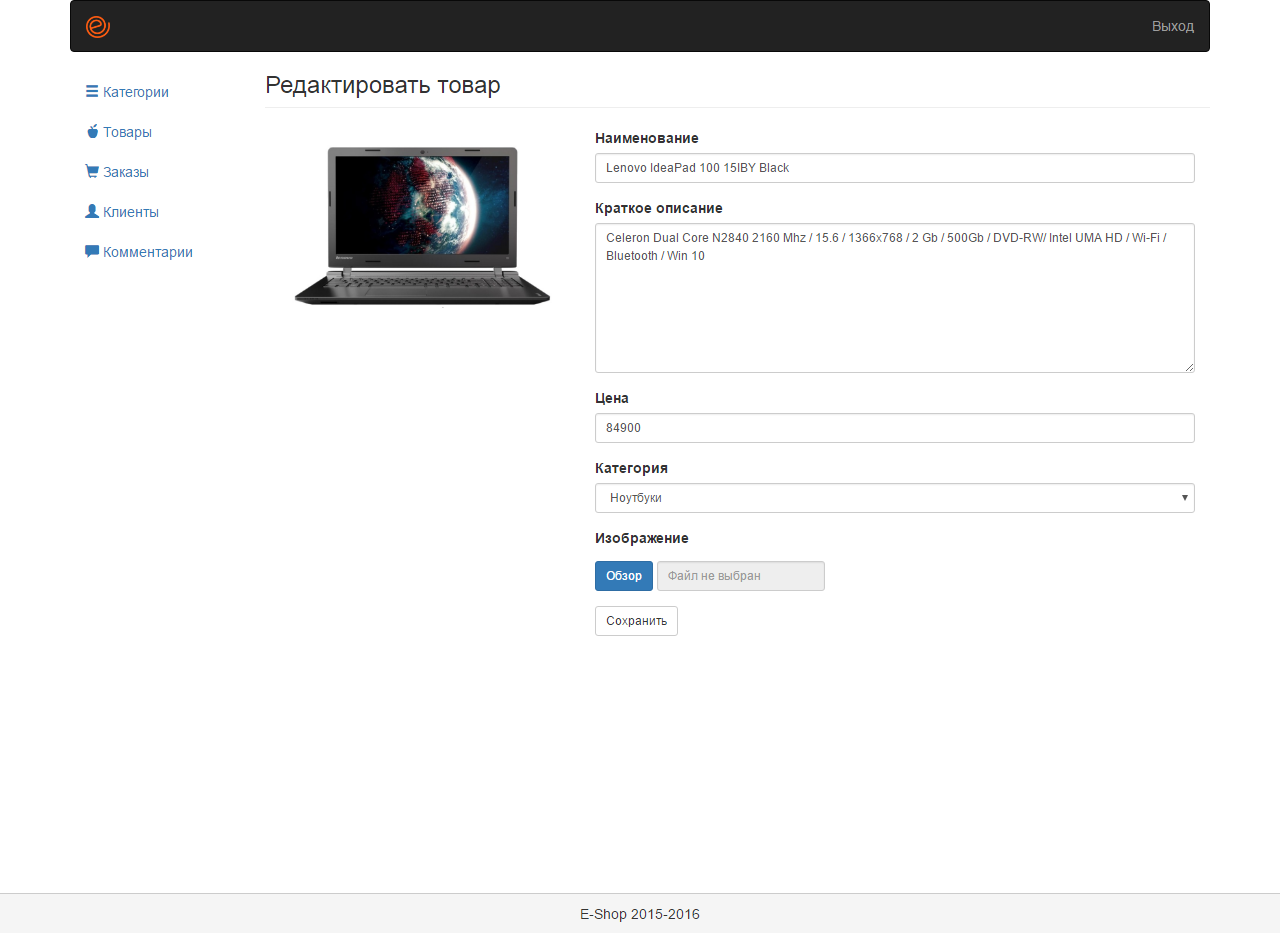 Выход
Категории
Товары
Заказы
Клиенты
Комментарии
Редактировать товар
Наименование
Lenovo IdeaPad 100 15IBY Black
Краткое описание
Celeron Dual Core N2840 2160 Mhz / 15.6 / 1366x768 / 2 Gb / 500Gb / DVD-RW/ Intel UMA HD / Wi-Fi /
Bluetooth / Win 10
Цена
84900
Категория
Ноутбуки
Изображение
Обзор Файл не выбран
Сохранить
E-Shop 2015-2016